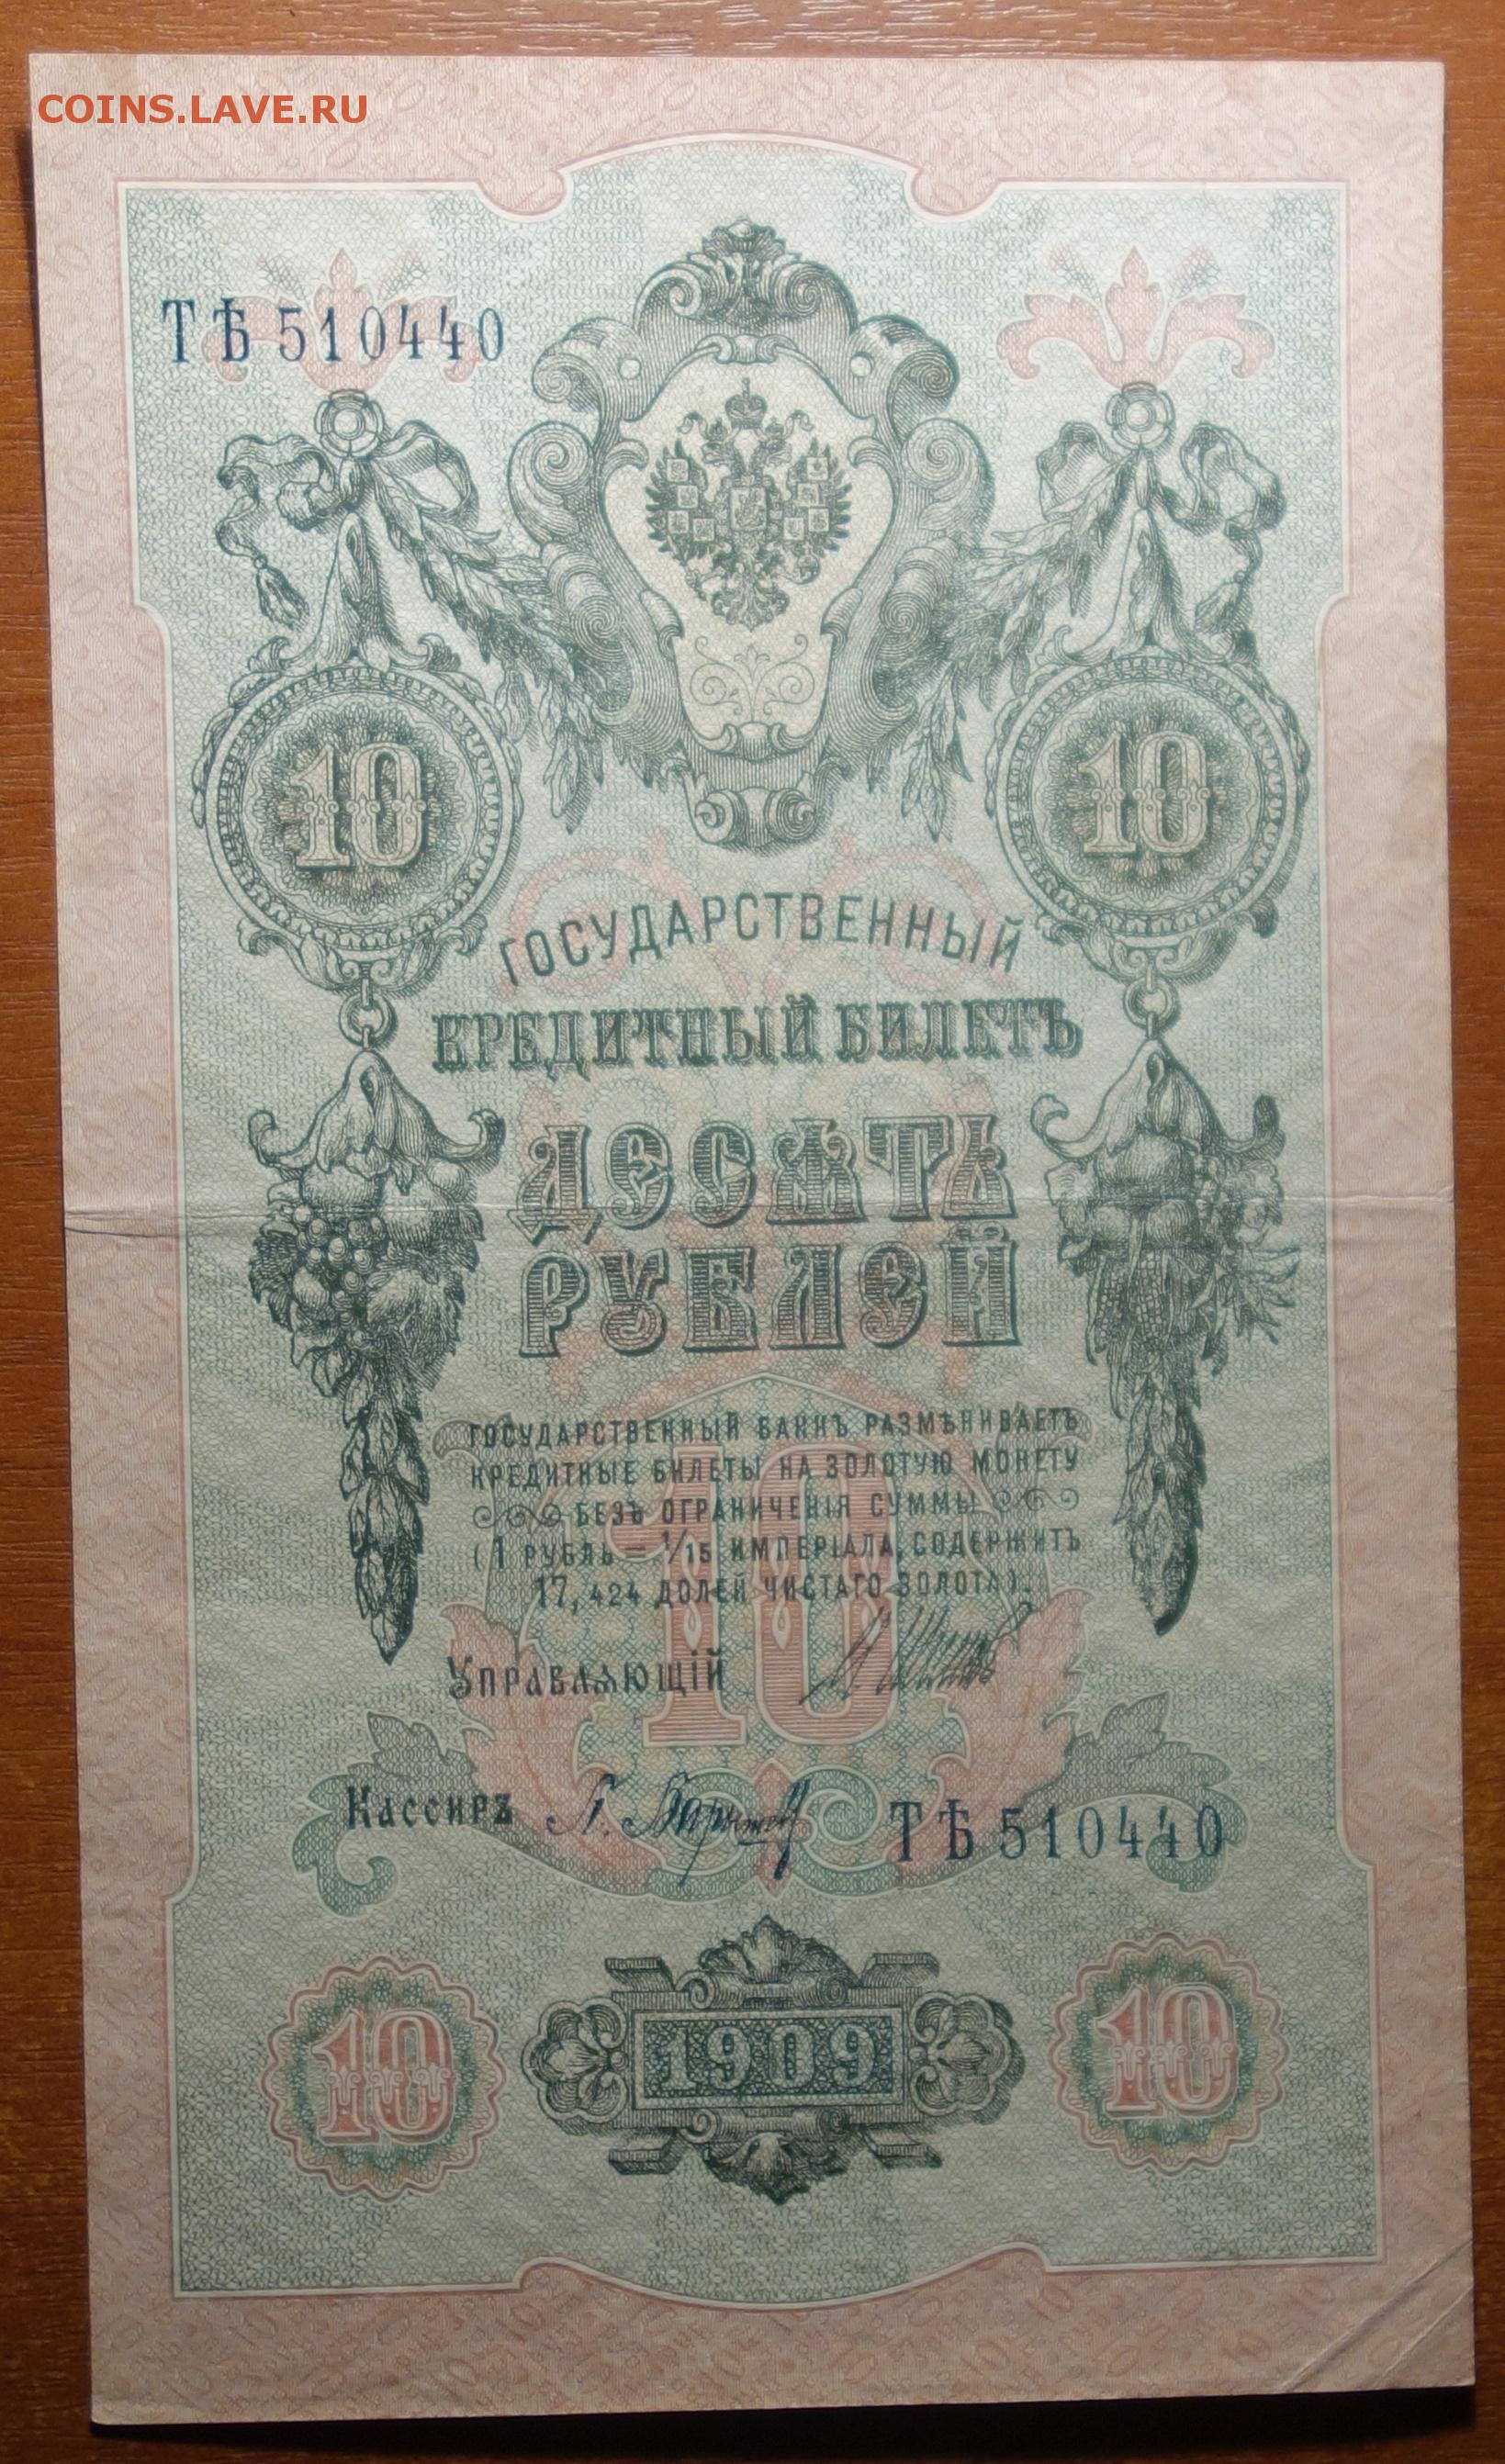 COINS.LAVE.RU
ТѢ 510440
10 10
ГОСУДАРСТВЕННЫЙ
КРЕДИТНЫЙ БИЛЕТЪ
ДЕСЯТЬ
РУБЛЕЙ
ГОСУДАРСТВЕННЫЙ БАНКЪ РАЗМѢНИВАЕТЪ
КРЕДИТНЫЕ БИЛЕТЫ НА ЗОЛОТУЮ МОНЕТУ
БЕЗЪ ОГРАНИЧЕНІЯ СУММЫ
(1 РУБЛЬ = 1/15 ИМПЕРІАЛА, СОДЕРЖИТЪ
17,424 ДОЛЕЙ ЧИСТАГО ЗОЛОТА).
10
УПРАВЛЯЮЩІЙ
КАССИРЪ ТѢ 510440
10 1909 10